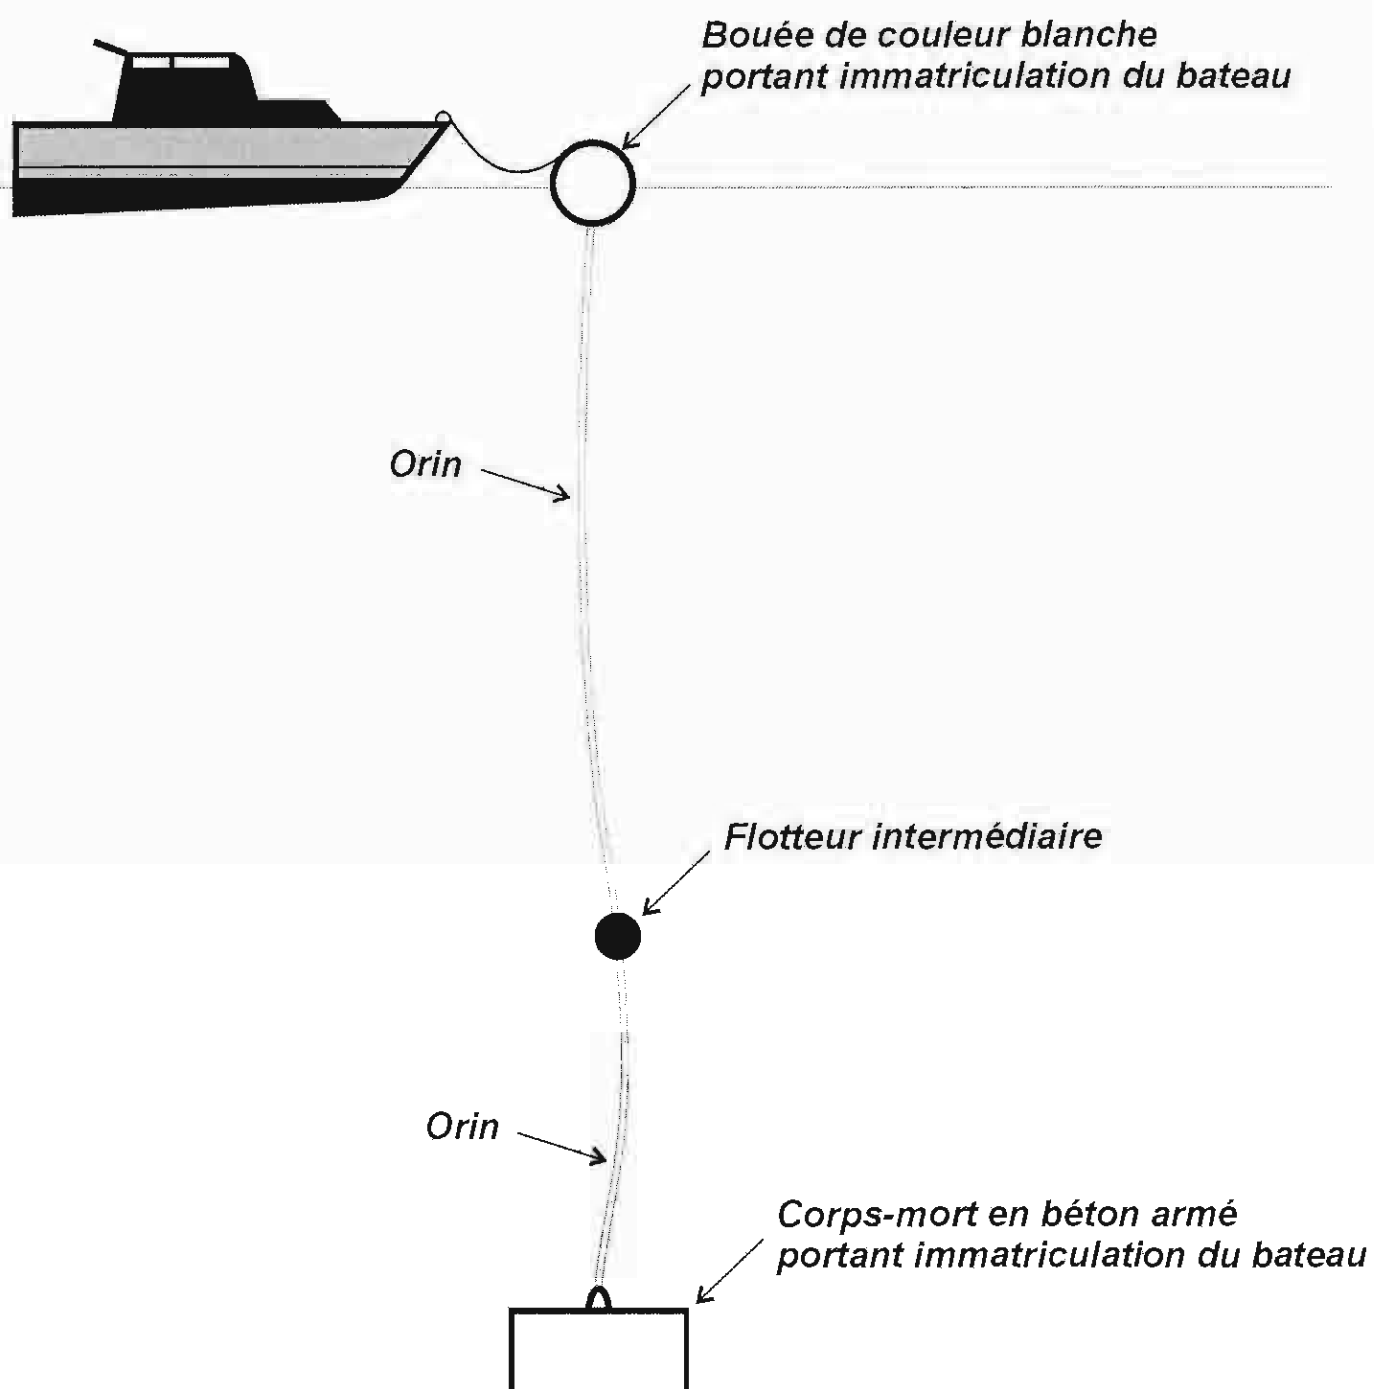 Bouée de couleur blanche
portant immatriculation du bateau
Orin
Flotteur intermédiaire
Orin
Corps-mort en béton armé
portant immatriculation du bateau